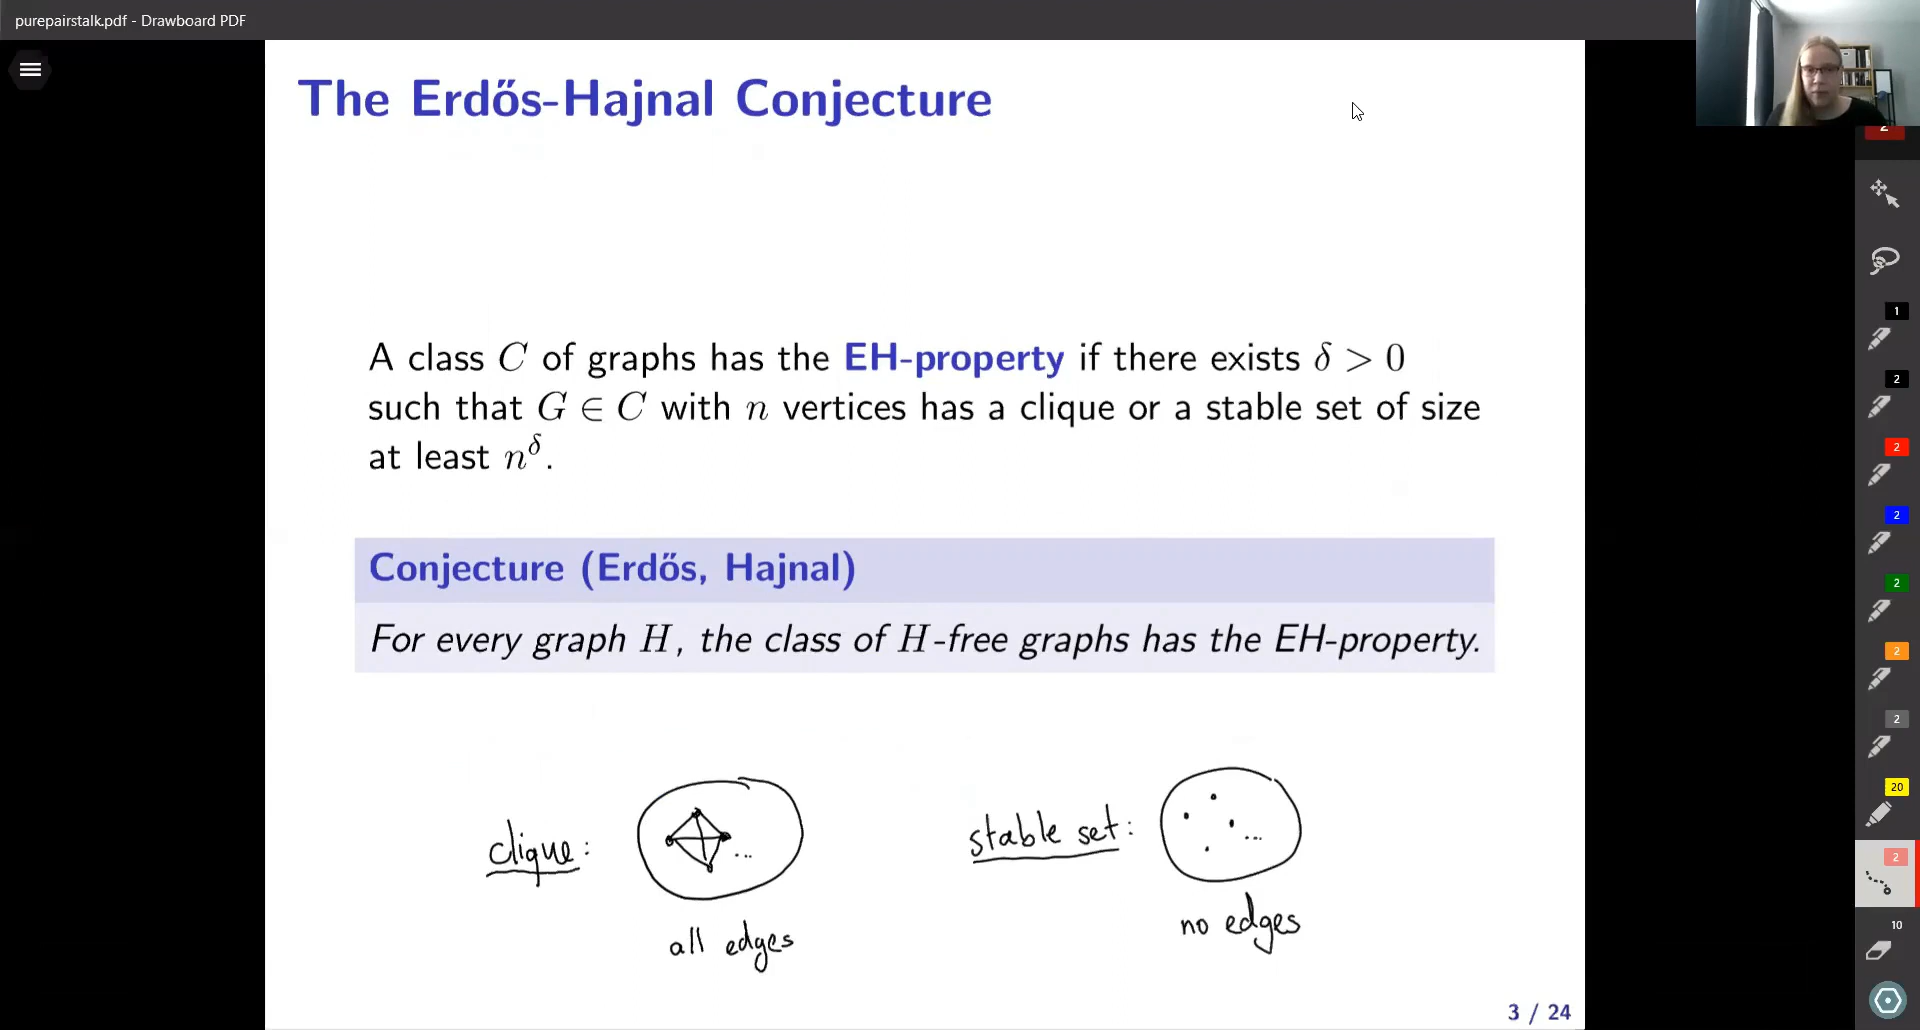 purepairstalk.pdf - Drawboard PDF
The Erdős-Hajnal Conjecture
A class C of graphs has the EH-property if there exists δ > 0
such that G ∈ C with n vertices has a clique or a stable set of size
at least n^δ.
Conjecture (Erdős, Hajnal)
For every graph H, the class of H-free graphs has the EH-property.
clique:
...
all edges
stable set:
...
no edges
3 / 24
2
1
2
2
2
2
2
2
20
2
10